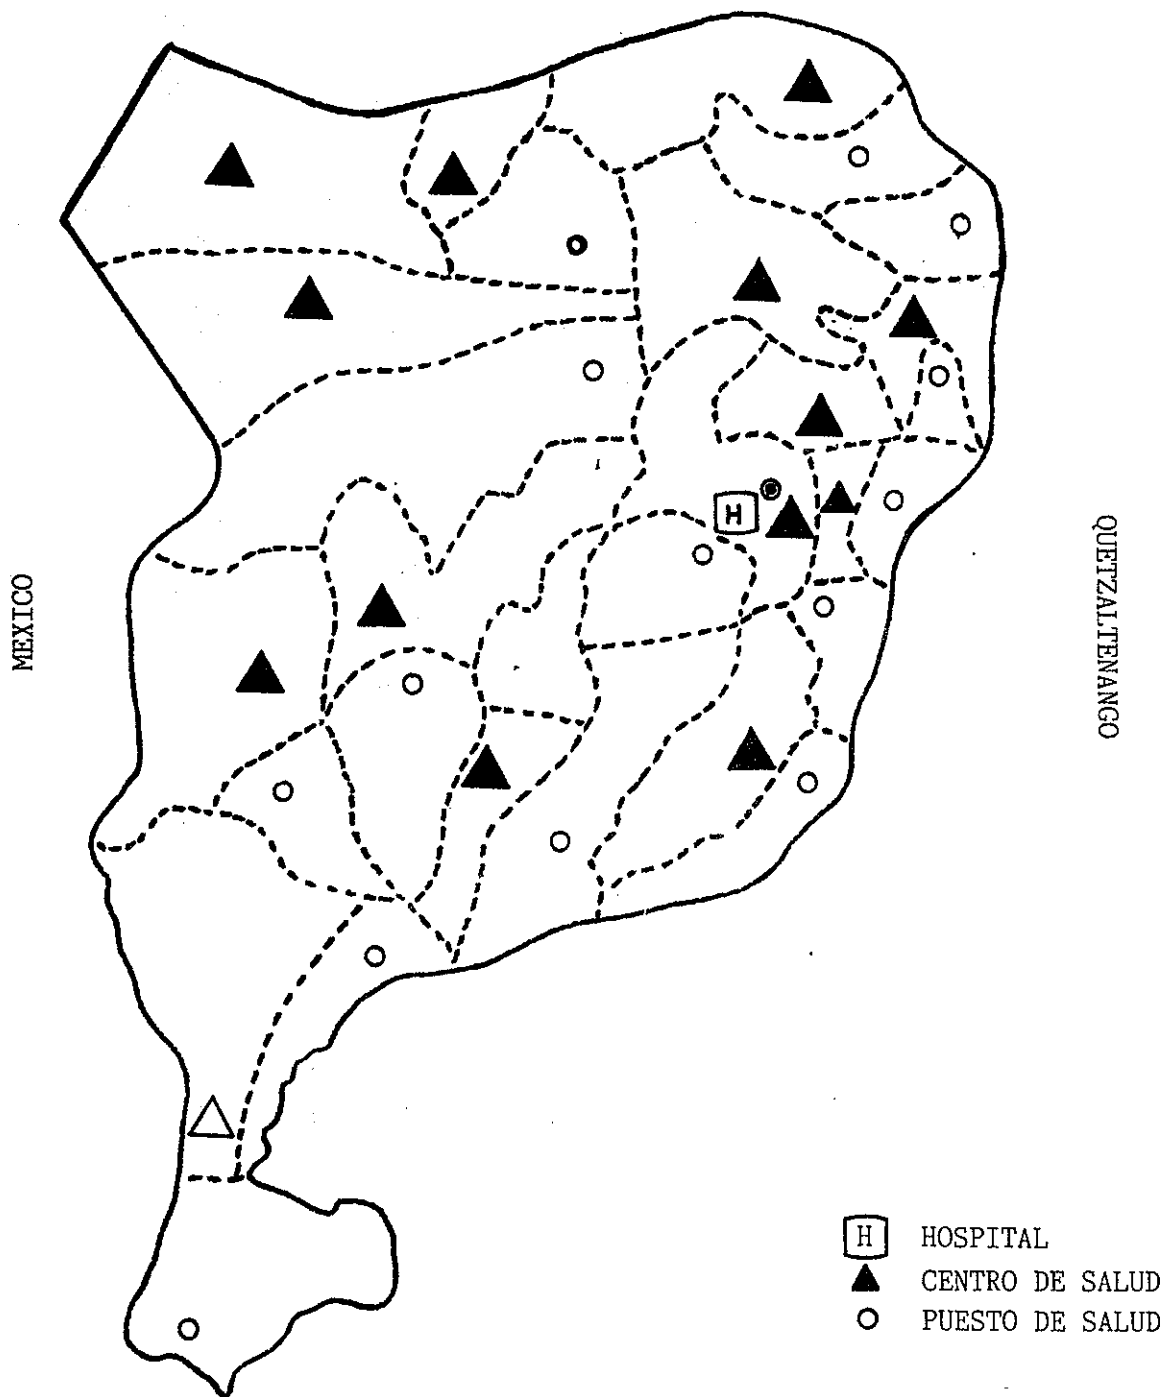 MEXICO
QUETZALTENANGO
H
H HOSPITAL
CENTRO DE SALUD
PUESTO DE SALUD